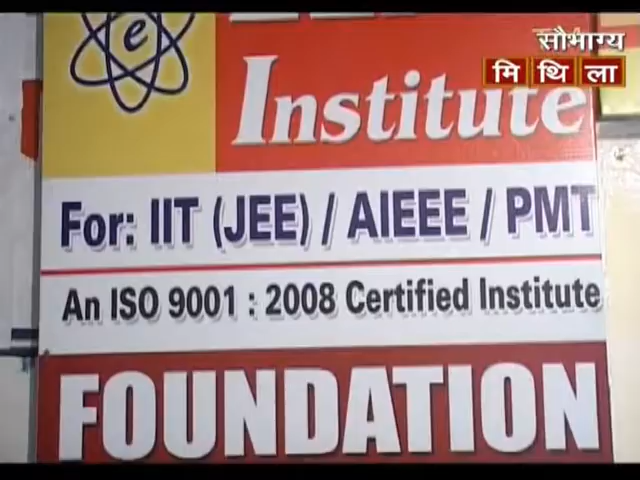 सौभाग्य
मि थि ला
e
Institute
For: IIT (JEE) / AIEEE / PMT
An ISO 9001 : 2008 Certified Institute
FOUNDATION